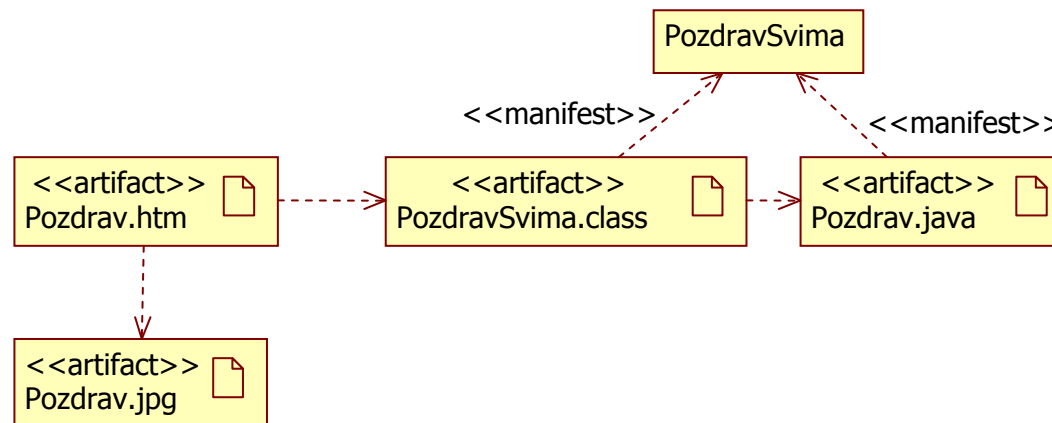 PozdravSvima
<<manifest>>
<<manifest>>
<<artifact>>
Pozdrav.htm
<<artifact>>
PozdravSvima.class
<<artifact>>
Pozdrav.java
<<artifact>>
Pozdrav.jpg